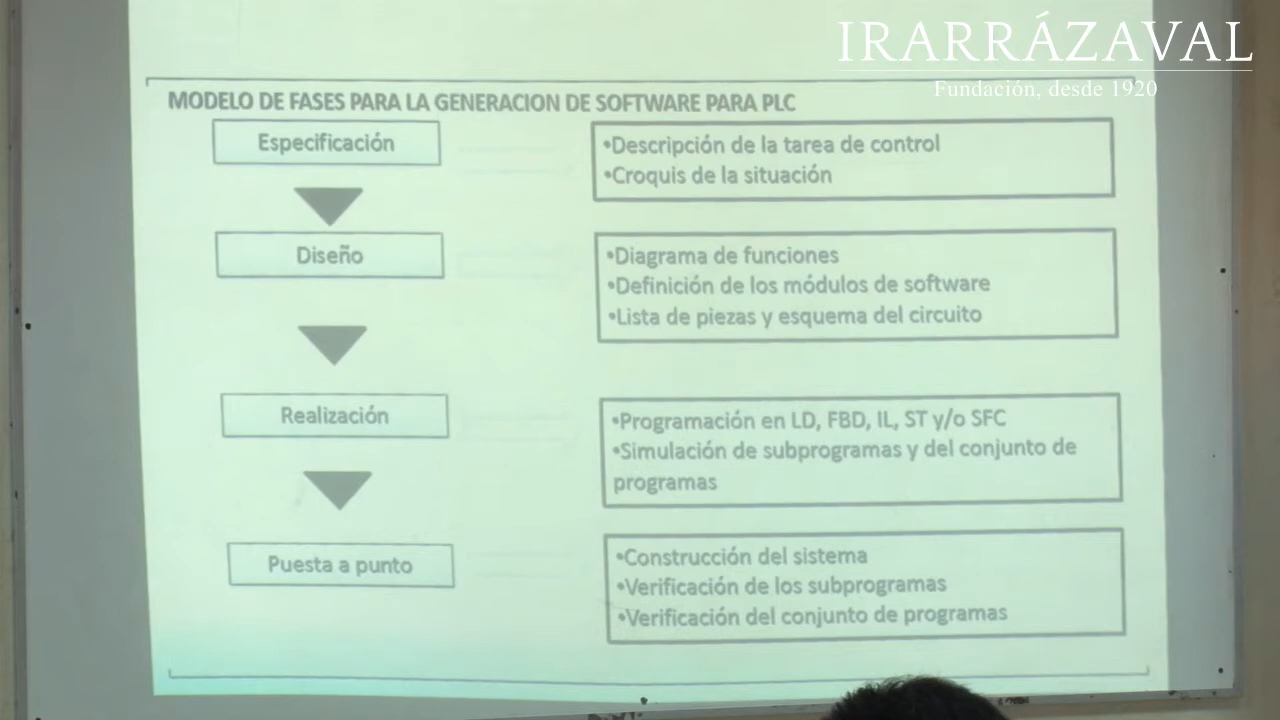 IRARRÁZAVAL
Fundación, desde 1920
MODELO DE FASES PARA LA GENERACION DE SOFTWARE PARA PLC
Especificación
•Descripción de la tarea de control
•Croquis de la situación
Diseño
•Diagrama de funciones
•Definición de los módulos de software
•Lista de piezas y esquema del circuito
Realización
•Programación en LD, FBD, IL, ST y/o SFC
•Simulación de subprogramas y del conjunto de
programas
Puesta a punto
•Construcción del sistema
•Verificación de los subprogramas
•Verificación del conjunto de programas